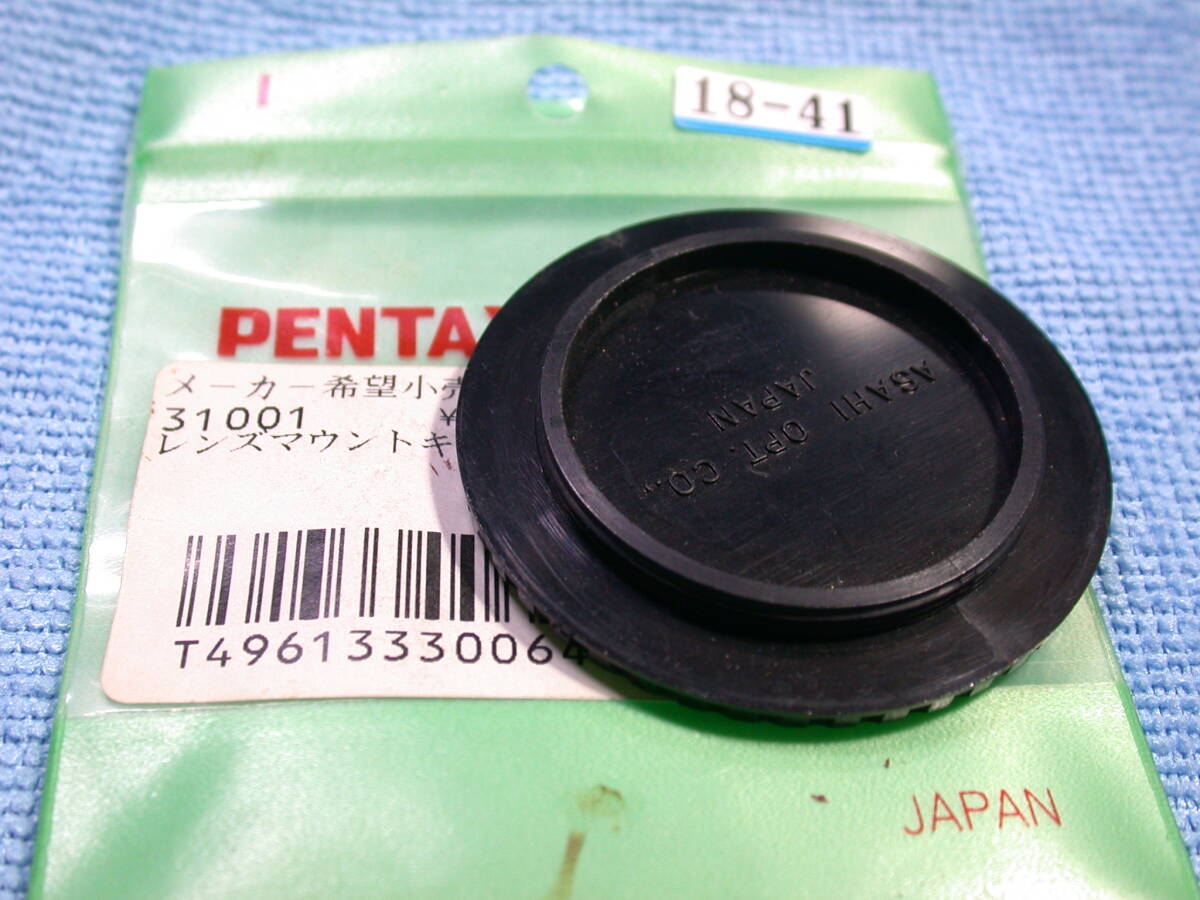 18-41
PENTAX
メーカー希望小売
31001 ¥
レンズマウントキ
T4961333006​4
ASAHI OPT. CO.,
JAPAN
JAPAN